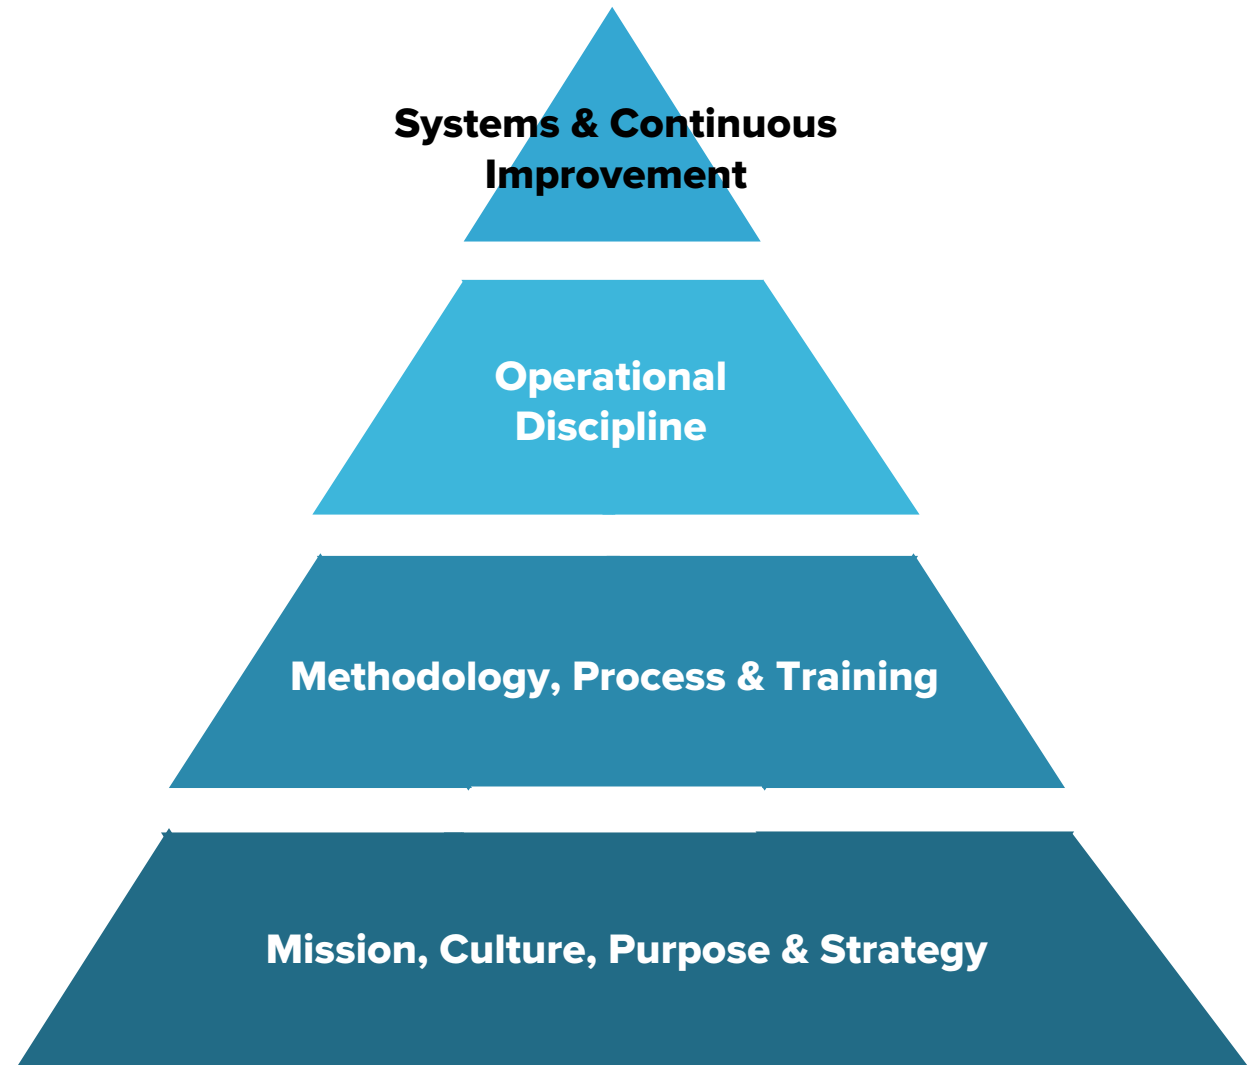 Systems & Continuous
Improvement
Operational
Discipline
Methodology, Process & Training
Mission, Culture, Purpose & Strategy